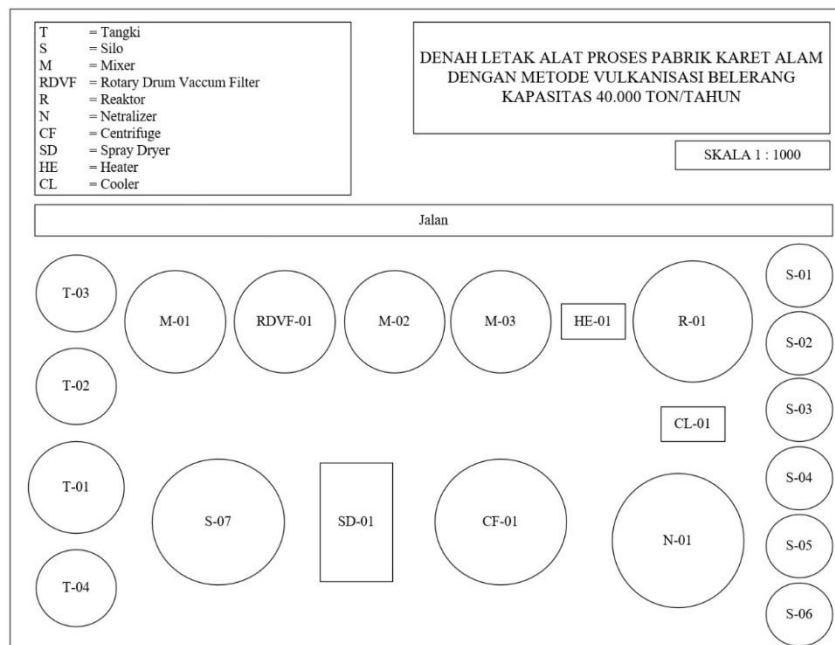 T = Tangki
S = Silo
M = Mixer
RDVF = Rotary Drum Vaccum Filter
R = Reaktor
N = Netralizer
CF = Centrifuge
SD = Spray Dryer
HE = Heater
CL = Cooler
DENAH LETAK ALAT PROSES PABRIK KARET ALAM
DENGAN METODE VULKANISASI BELERANG
KAPASITAS 40.000 TON/TAHUN
SKALA 1 : 1000
Jalan
T-03
M-01
RDVF-01
M-02
M-03
HE-01
R-01
S-01
S-02
T-02
CL-01
S-03
T-01
S-07
SD-01
CF-01
N-01
S-04
S-05
T-04
S-06